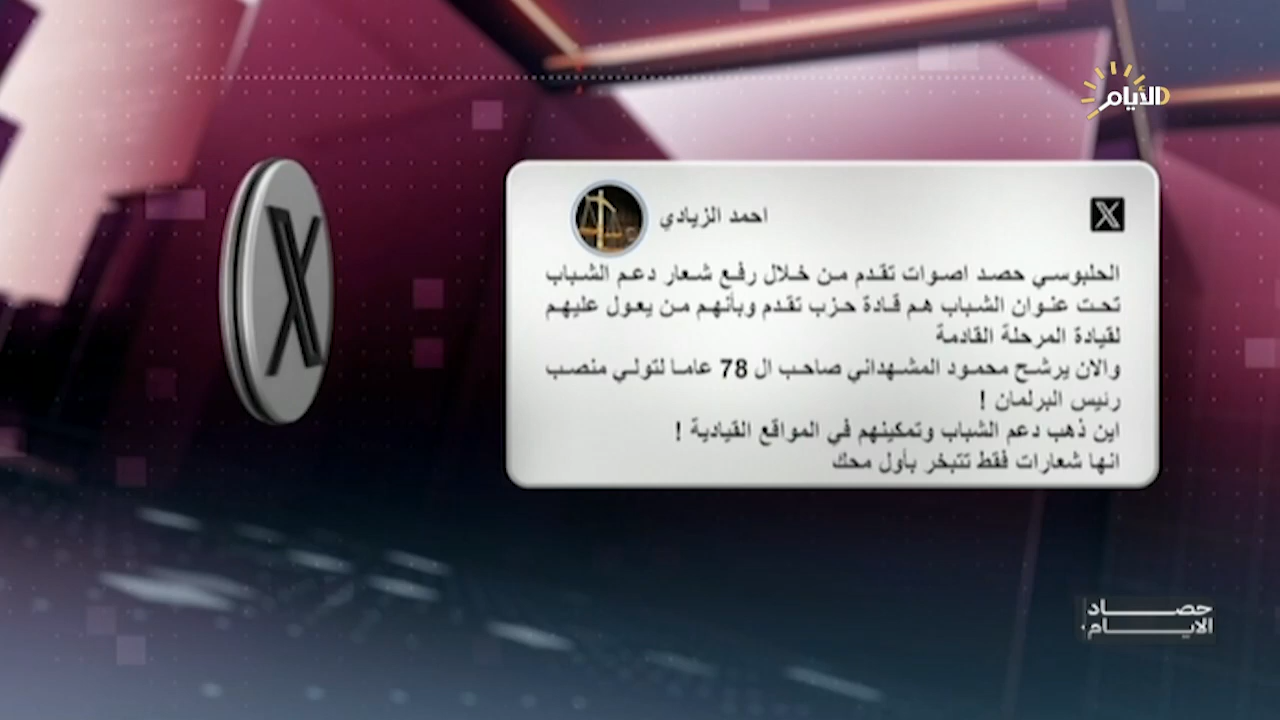 الأيام
احمد الزيادي
الحلبوسي حصد اصوات تقدم من خلال رفع شعار دعم الشباب
تحت عنوان الشباب هم قادة حزب تقدم وبأنهم من يعول عليهم
لقيادة المرحلة القادمة
والان يرشح محمود المشهداني صاحب ال 78 عاما لتولي منصب
رئيس البرلمان !
اين ذهب دعم الشباب وتمكينهم في المواقع القيادية !
انها شعارات فقط تتبخر بأول محك
حصاد
الايام